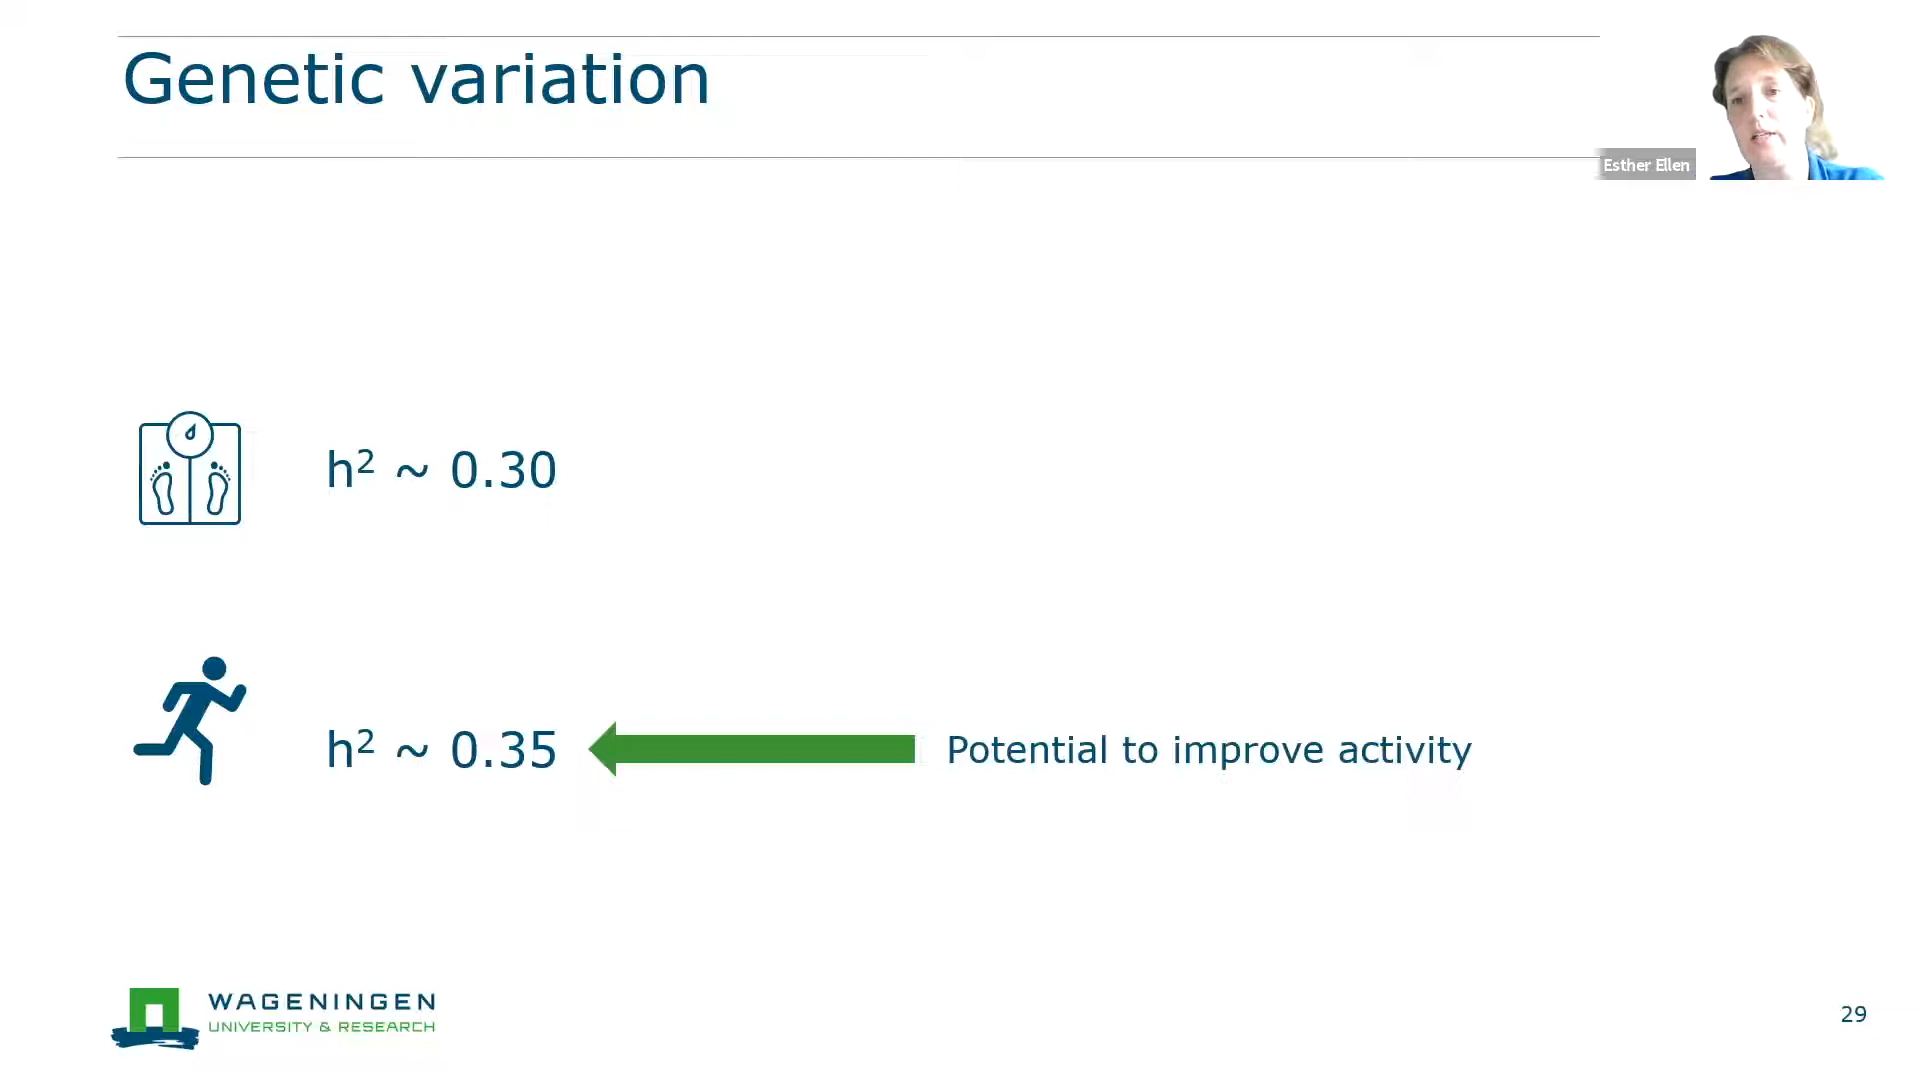 Genetic variation
Esther Ellen
h² ~ 0.30
h² ~ 0.35
Potential to improve activity
WAGENINGEN
UNIVERSITY & RESEARCH
29